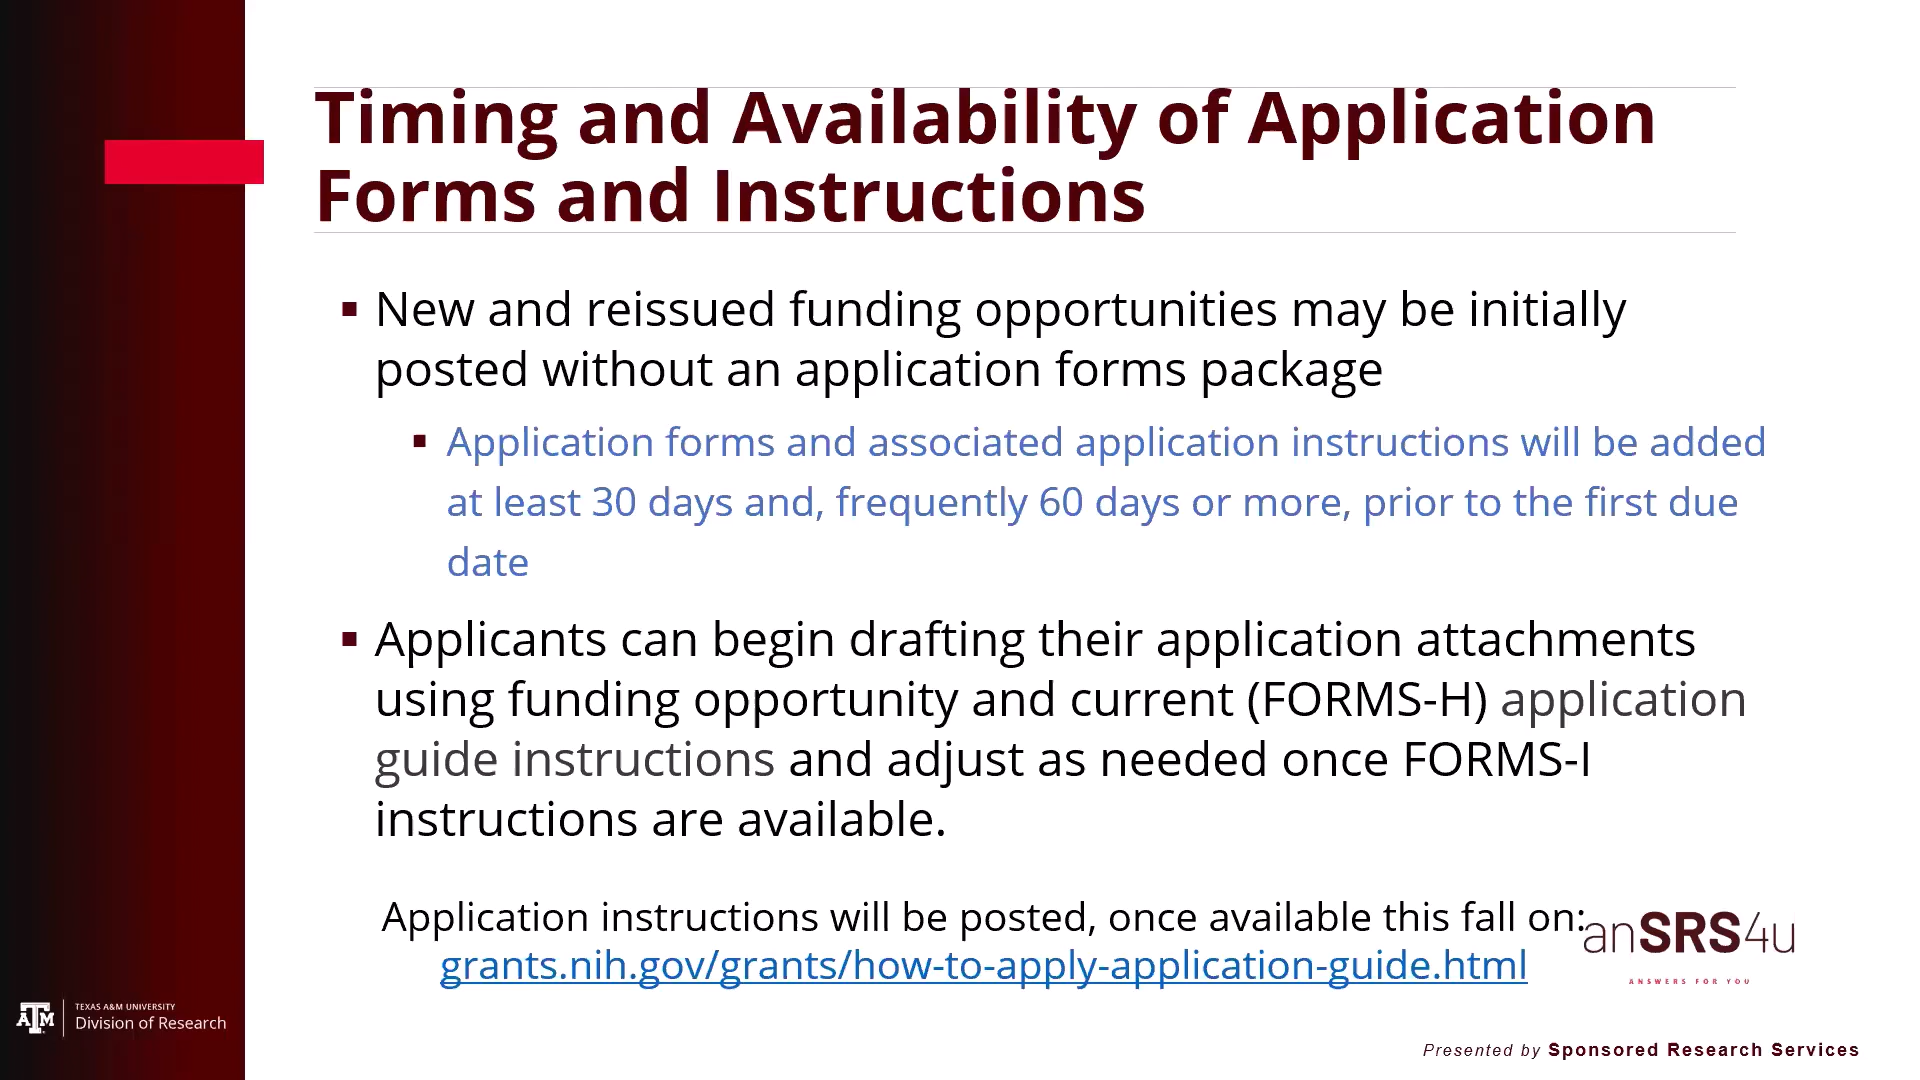 Timing and Availability of Application
Forms and Instructions
New and reissued funding opportunities may be initially
posted without an application forms package
Application forms and associated application instructions will be added
at least 30 days and, frequently 60 days or more, prior to the first due
date
Applicants can begin drafting their application attachments
using funding opportunity and current (FORMS-H) application
guide instructions and adjust as needed once FORMS-I
instructions are available.
Application instructions will be posted, once available this fall on:
grants.nih.gov/grants/how-to-apply-application-guide.html
anSRS4u
ANSWERS FOR YOU
ATM
TEXAS A&M UNIVERSITY
Division of Research
Presented by Sponsored Research Services